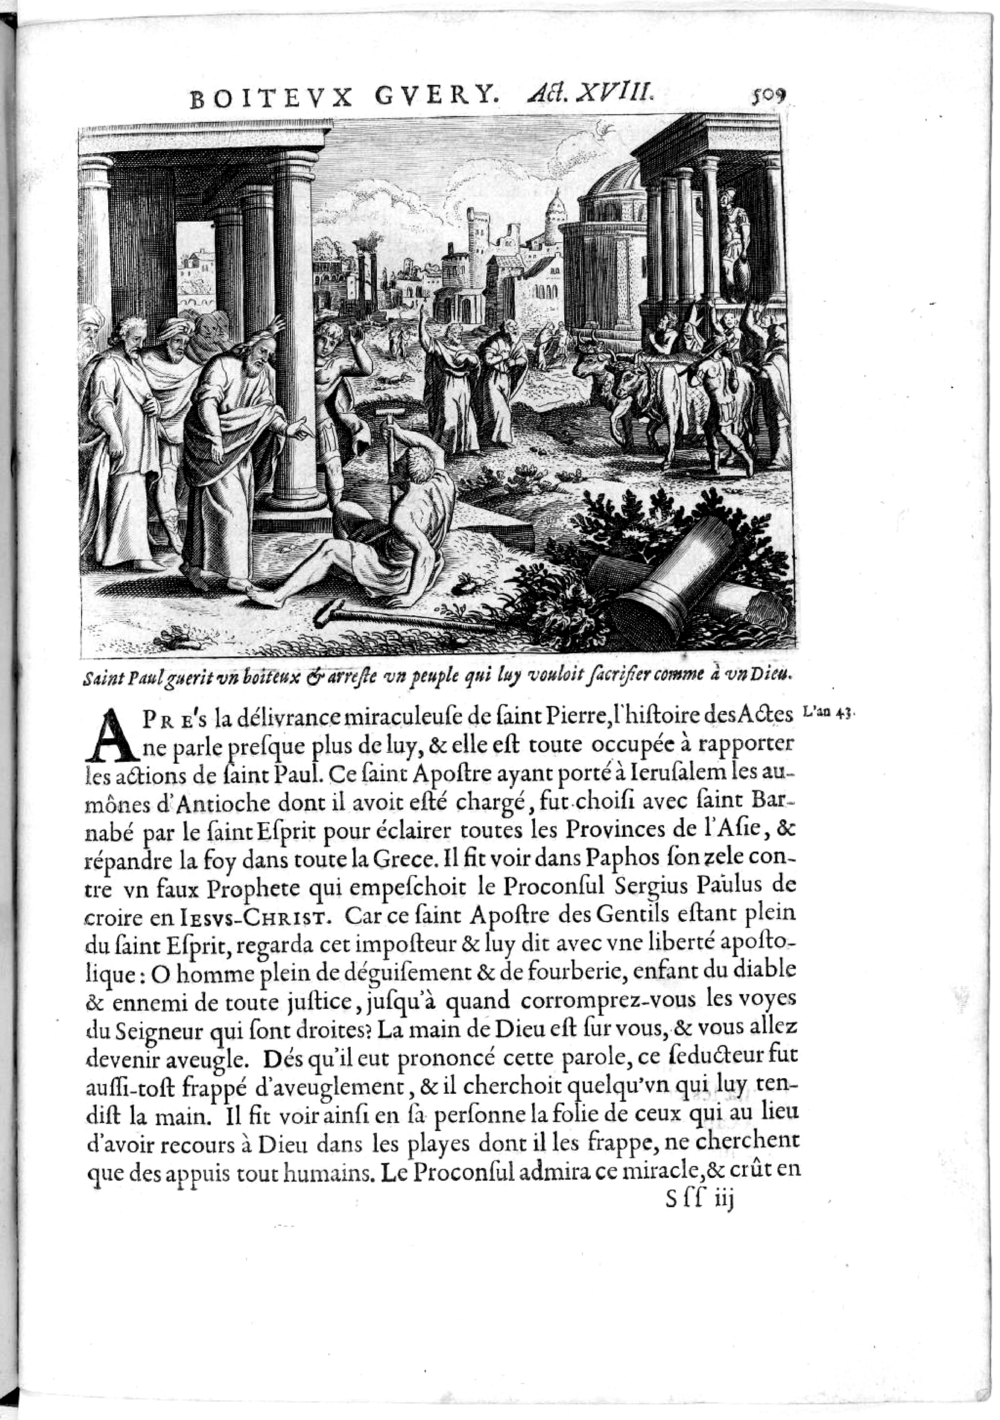 BOITEVX GVERY. Act. XVIII. 509
Saint Paul guerit vn boiteux & arreſte vn peuple qui luy vouloit ſacrifier comme à vn Dieu.
APRE's la délivrance miraculeuſe de ſaint Pierre, l'hiſtoire des Actes L'an 43.
ne parle preſque plus de luy, & elle eſt toute occupée à rapporter
les actions de ſaint Paul. Ce ſaint Apoſtre ayant porté à Ieruſalem les au-
mônes d'Antioche dont il avoit eſté chargé, fut choiſi avec ſaint Bar-
nabé par le ſaint Eſprit pour éclairer toutes les Provinces de l'Aſie, &
répandre la foy dans toute la Grece. Il fit voir dans Paphos ſon zele con-
tre vn faux Prophete qui empeſchoit le Proconſul Sergius Paulus de
croire en IESVS-CHRIST. Car ce ſaint Apoſtre des Gentils eſtant plein
du ſaint Eſprit, regarda cet impoſteur & luy dit avec vne liberté apoſto-
lique: O homme plein de déguiſement & de fourberie, enfant du diable
& ennemi de toute juſtice, juſqu'à quand corromprez-vous les voyes
du Seigneur qui ſont droites? La main de Dieu eſt ſur vous, & vous allez
devenir aveugle. Dés qu'il eut prononcé cette parole, ce ſeducteur fut
auſſi-toſt frappé d'aveuglement, & il cherchoit quelqu'vn qui luy ten-
diſt la main. Il fit voir ainſi en ſa perſonne la folie de ceux qui au lieu
d'avoir recours à Dieu dans les playes dont il les frappe, ne cherchent
que des appuis tout humains. Le Proconſul admira ce miracle, & crût en
Sſſ iij